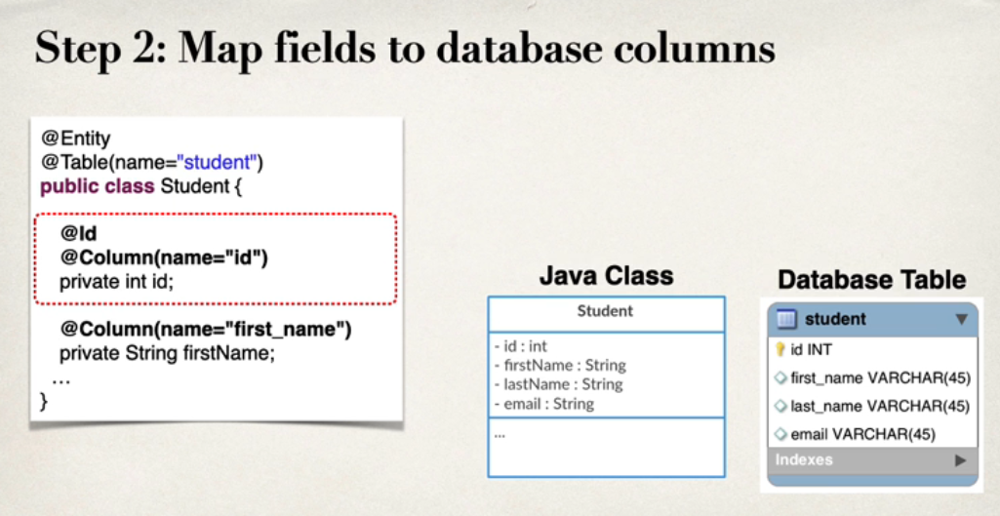 Step 2: Map fields to database columns
@Entity
@Table(name="student")
public class Student {
@Id
@Column(name="id")
private int id;
@Column(name="first_name")
private String firstName;
...
}
Java Class
Student
- id : int
- firstName : String
- lastName : String
- email : String
...
Database Table
student
id INT
first_name VARCHAR(45)
last_name VARCHAR(45)
email VARCHAR(45)
Indexes